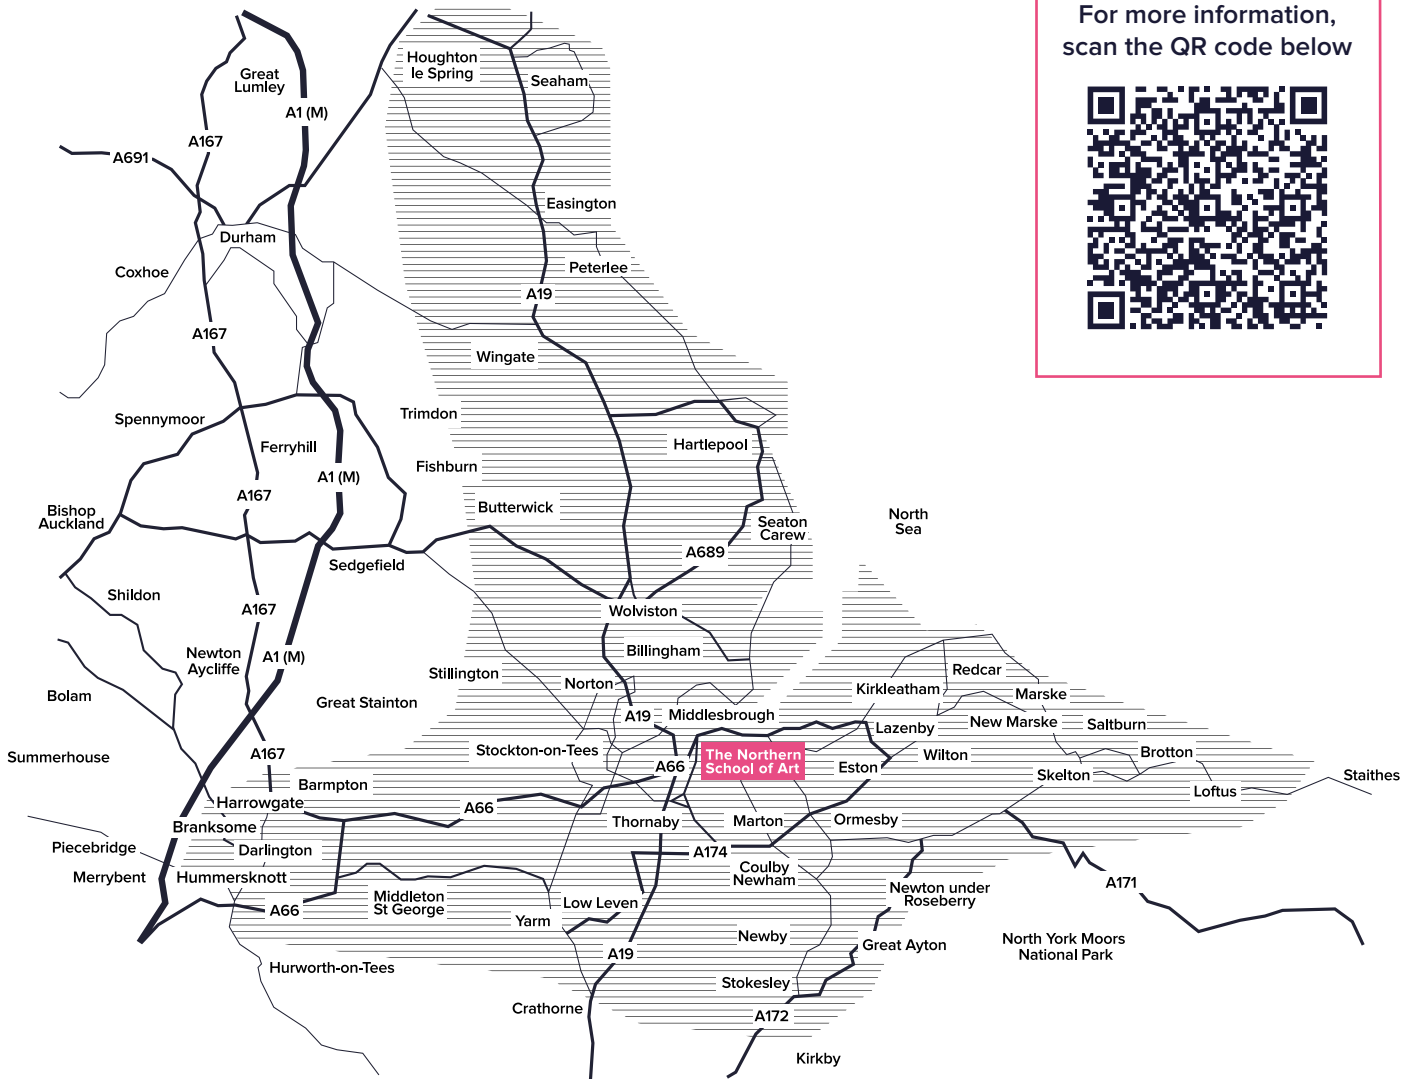 For more information,
scan the QR code below
Houghton
le Spring
Seaham
Great
Lumley
A1 (M)
A167
A691
Easington
Durham
Coxhoe
Peterlee
A19
A167
Wingate
Trimdon
Spennymoor
Ferryhill
Hartlepool
Fishburn
A1 (M)
A167
Butterwick
Bishop
Auckland
Seaton
Carew
North
Sea
A689
Sedgefield
Shildon
A167
Wolviston
Newton
Aycliffe
A1 (M)
Billingham
Stillington
Norton
Redcar
Bolam
Great Stainton
Kirkleatham
Marske
A19
Middlesbrough
Lazenby
New Marske
Saltburn
Summerhouse
A167
Stockton-on-Tees
The Northern
School of Art
A66
Eston
Wilton
Brotton
Skelton
Staithes
Barmpton
Loftus
Harrowgate
A66
Thornaby
Marton
Ormesby
Branksome
Piecebridge
Darlington
A174
Merrybent
Hummersknott
Coulby
Newham
A171
Newton under
Roseberry
Middleton
St George
Low Leven
A66
Yarm
Newby
Great Ayton
North York Moors
National Park
A19
Hurworth-on-Tees
Stokesley
Crathorne
A172
Kirkby